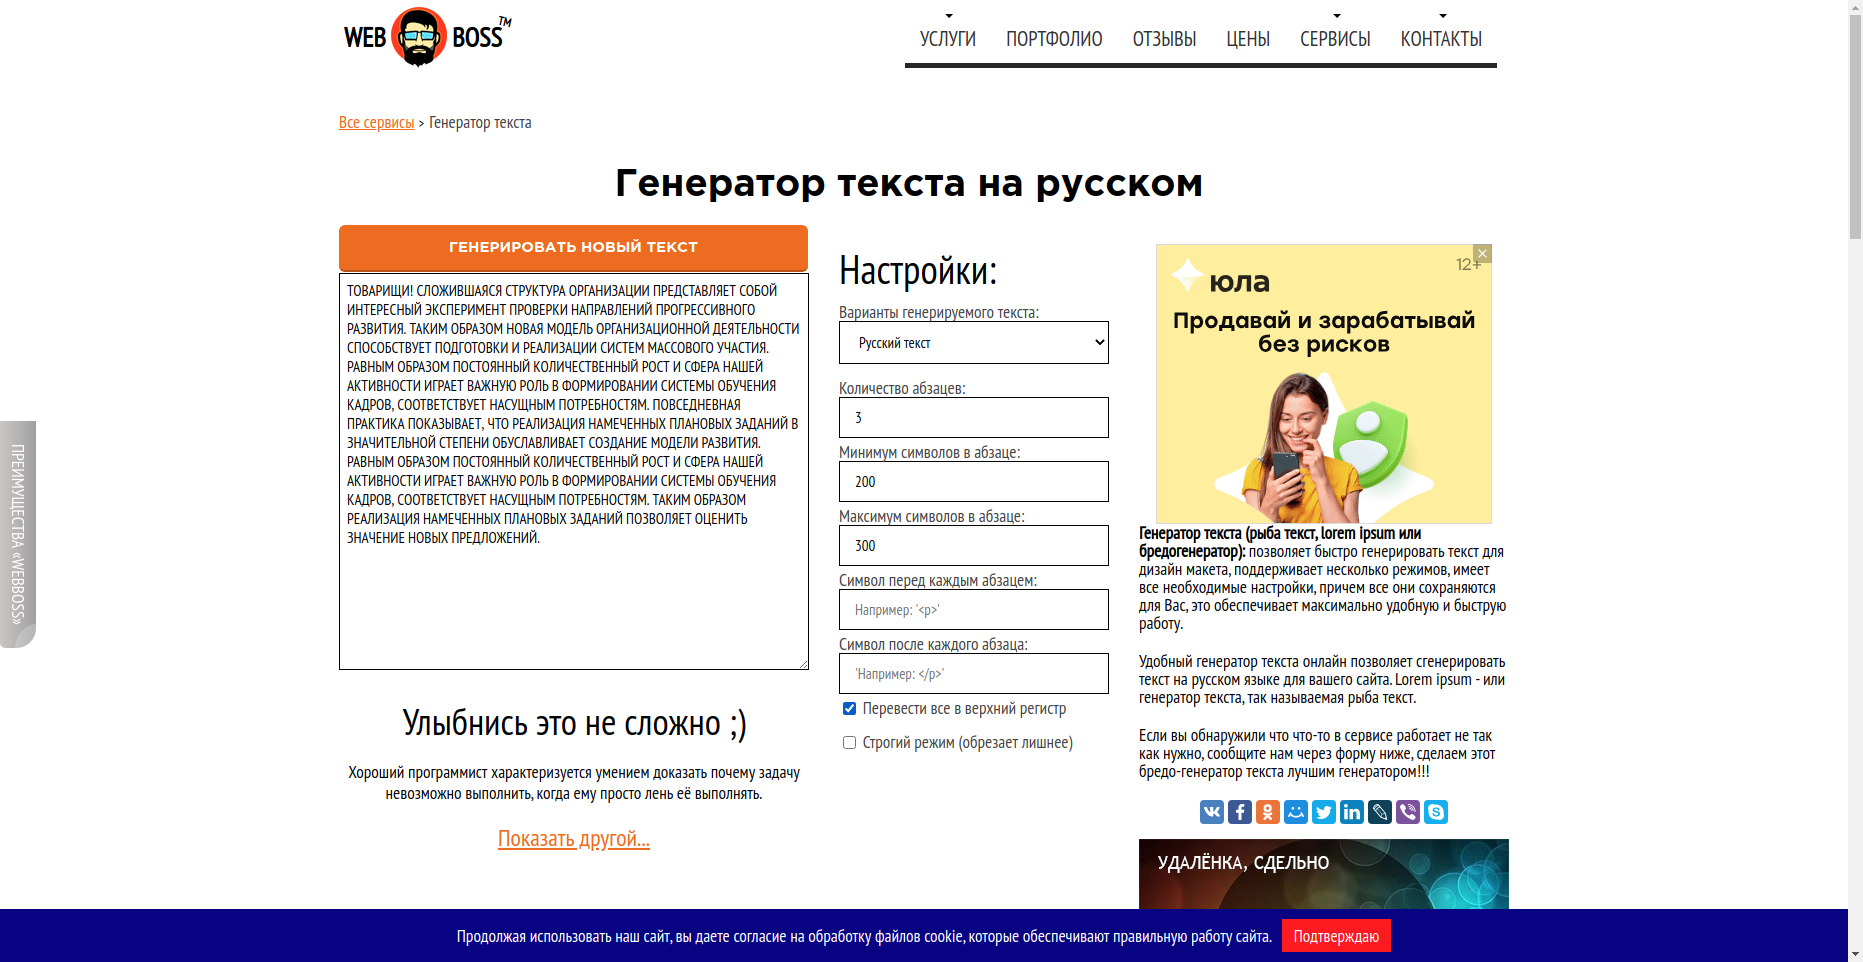 WEB BOSS™
УСЛУГИ ПОРТФОЛИО ОТЗЫВЫ ЦЕНЫ СЕРВИСЫ КОНТАКТЫ
Все сервисы > Генератор текста
Генератор текста на русском
ГЕНЕРИРОВАТЬ НОВЫЙ ТЕКСТ
ТОВАРИЩИ! СЛОЖИВШАЯСЯ СТРУКТУРА ОРГАНИЗАЦИИ ПРЕДСТАВЛЯЕТ СОБОЙ
ИНТЕРЕСНЫЙ ЭКСПЕРИМЕНТ ПРОВЕРКИ НАПРАВЛЕНИЙ ПРОГРЕССИВНОГО
РАЗВИТИЯ. ТАКИМ ОБРАЗОМ НОВАЯ МОДЕЛЬ ОРГАНИЗАЦИОННОЙ ДЕЯТЕЛЬНОСТИ
СПОСОБСТВУЕТ ПОДГОТОВКИ И РЕАЛИЗАЦИИ СИСТЕМ МАССОВОГО УЧАСТИЯ.
РАВНЫМ ОБРАЗОМ ПОСТОЯННЫЙ КОЛИЧЕСТВЕННЫЙ РОСТ И СФЕРА НАШЕЙ
АКТИВНОСТИ ИГРАЕТ ВАЖНУЮ РОЛЬ В ФОРМИРОВАНИИ СИСТЕМЫ ОБУЧЕНИЯ
КАДРОВ, СООТВЕТСТВУЕТ НАСУЩНЫМ ПОТРЕБНОСТЯМ. ПОВСЕДНЕВНАЯ
ПРАКТИКА ПОКАЗЫВАЕТ, ЧТО РЕАЛИЗАЦИЯ НАМЕЧЕННЫХ ПЛАНОВЫХ ЗАДАНИЙ В
ЗНАЧИТЕЛЬНОЙ СТЕПЕНИ ОБУСЛАВЛИВАЕТ СОЗДАНИЕ МОДЕЛИ РАЗВИТИЯ.
РАВНЫМ ОБРАЗОМ ПОСТОЯННЫЙ КОЛИЧЕСТВЕННЫЙ РОСТ И СФЕРА НАШЕЙ
АКТИВНОСТИ ИГРАЕТ ВАЖНУЮ РОЛЬ В ФОРМИРОВАНИИ СИСТЕМЫ ОБУЧЕНИЯ
КАДРОВ, СООТВЕТСТВУЕТ НАСУЩНЫМ ПОТРЕБНОСТЯМ. ТАКИМ ОБРАЗОМ
РЕАЛИЗАЦИЯ НАМЕЧЕННЫХ ПЛАНОВЫХ ЗАДАНИЙ ПОЗВОЛЯЕТ ОЦЕНИТЬ
ЗНАЧЕНИЕ НОВЫХ ПРЕДЛОЖЕНИЙ.
Улыбнись это не сложно ;)
Хороший программист характеризуется умением доказать почему задачу
невозможно выполнить, когда ему просто лень её выполнять.
Показать другой...
Настройки:
Варианты генерируемого текста:
Русский текст
Количество абзацев:
3
Минимум символов в абзаце:
200
Максимум символов в абзаце:
300
Символ перед каждым абзацем:
Например: '<p>'
Символ после каждого абзаца:
'Например: </p>'
Перевести все в верхний регистр
Строгий режим (обрезает лишнее)
12+
юла
Продавай и зарабатывай
без рисков
Генератор текста (рыба текст, lorem ipsum или
бредогенератор): позволяет быстро генерировать текст для
дизайн макета, поддерживает несколько режимов, имеет
все необходимые настройки, причем все они сохраняются
для Вас, это обеспечивает максимально удобную и быструю
работу.
Удобный генератор текста онлайн позволяет сгенерировать
текст на русском языке для вашего сайта. Lorem ipsum - или
генератор текста, так называемая рыба текст.
Если вы обнаружили что что-то в сервисе работает не так
как нужно, сообщите нам через форму ниже, сделаем этот
бредо-генератор текста лучшим генератором!!!
УДАЛЁНКА, СДЕЛЬНО
ПРЕИМУЩЕСТВА «WEBBOSS»
Продолжая использовать наш сайт, вы даете согласие на обработку файлов cookie, которые обеспечивают правильную работу сайта. Подтверждаю